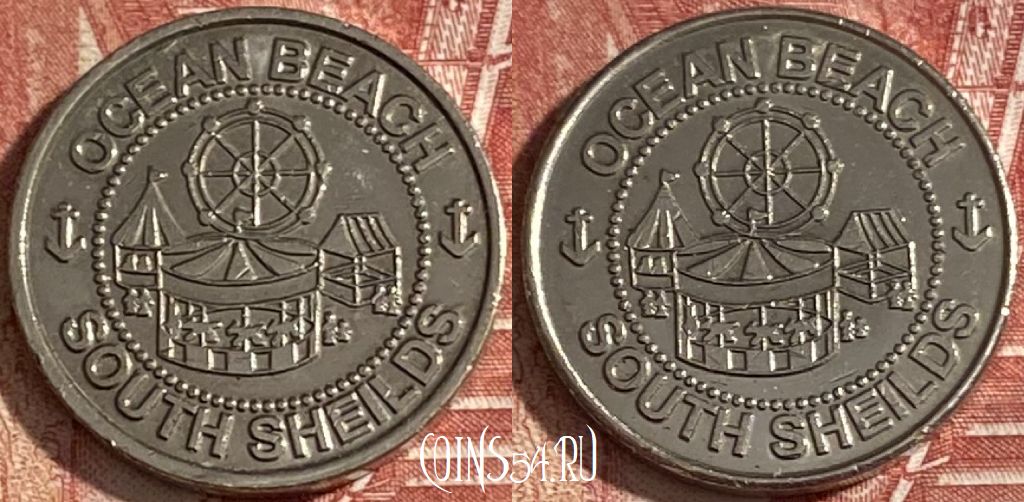 OCEAN BEACH
SOUTH SHEILDS
OCEAN BEACH
SOUTH SHEILDS
COINS54.RU